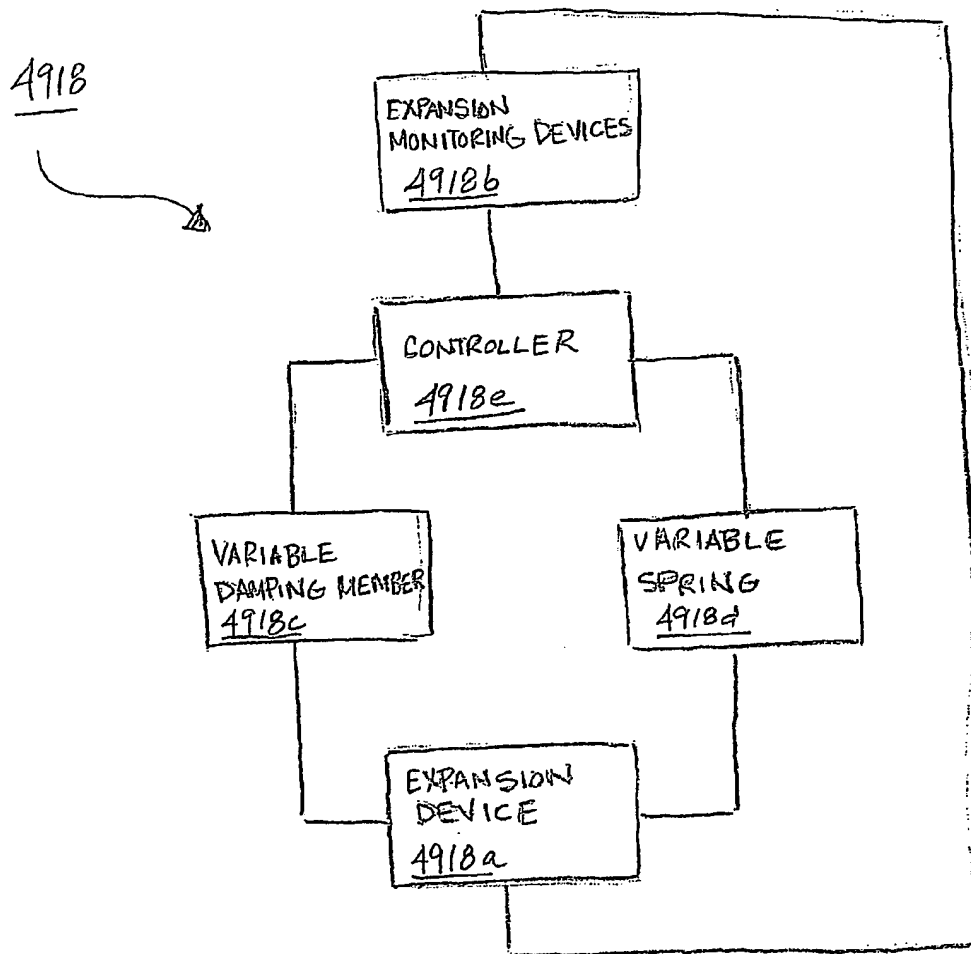 4918
EXPANSION
MONITORING DEVICES
4918b
CONTROLLER
4918e
VARIABLE
DAMPING MEMBER
4918c
VARIABLE
SPRING
4918d
EXPANSION
DEVICE
4918a